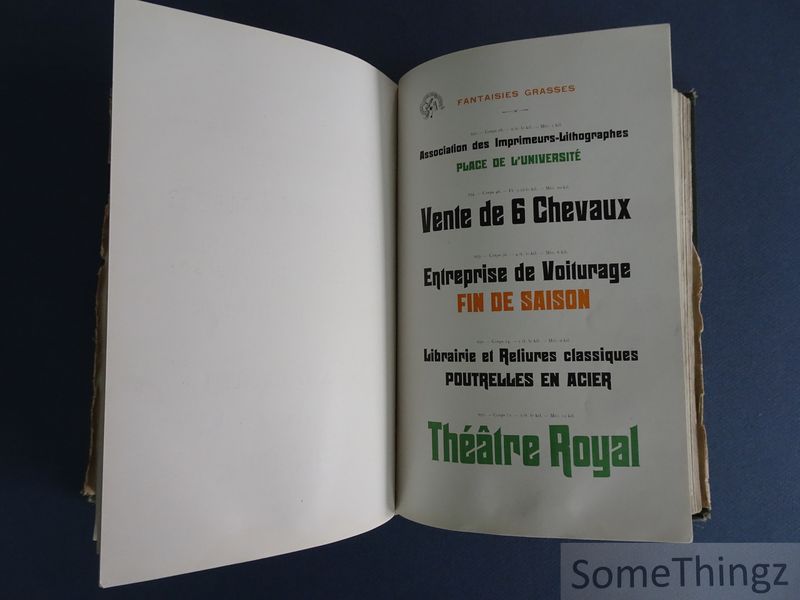 FANTAISIES GRASSES
Association des Imprimeurs-Lithographes
PLACE DE L'UNIVERSITÉ
Vente de 6 Chevaux
Entreprise de Voiturage
FIN DE SAISON
Librairie et Reliures classiques
POUTRELLES EN ACIER
Théâtre Royal
SomeThingz